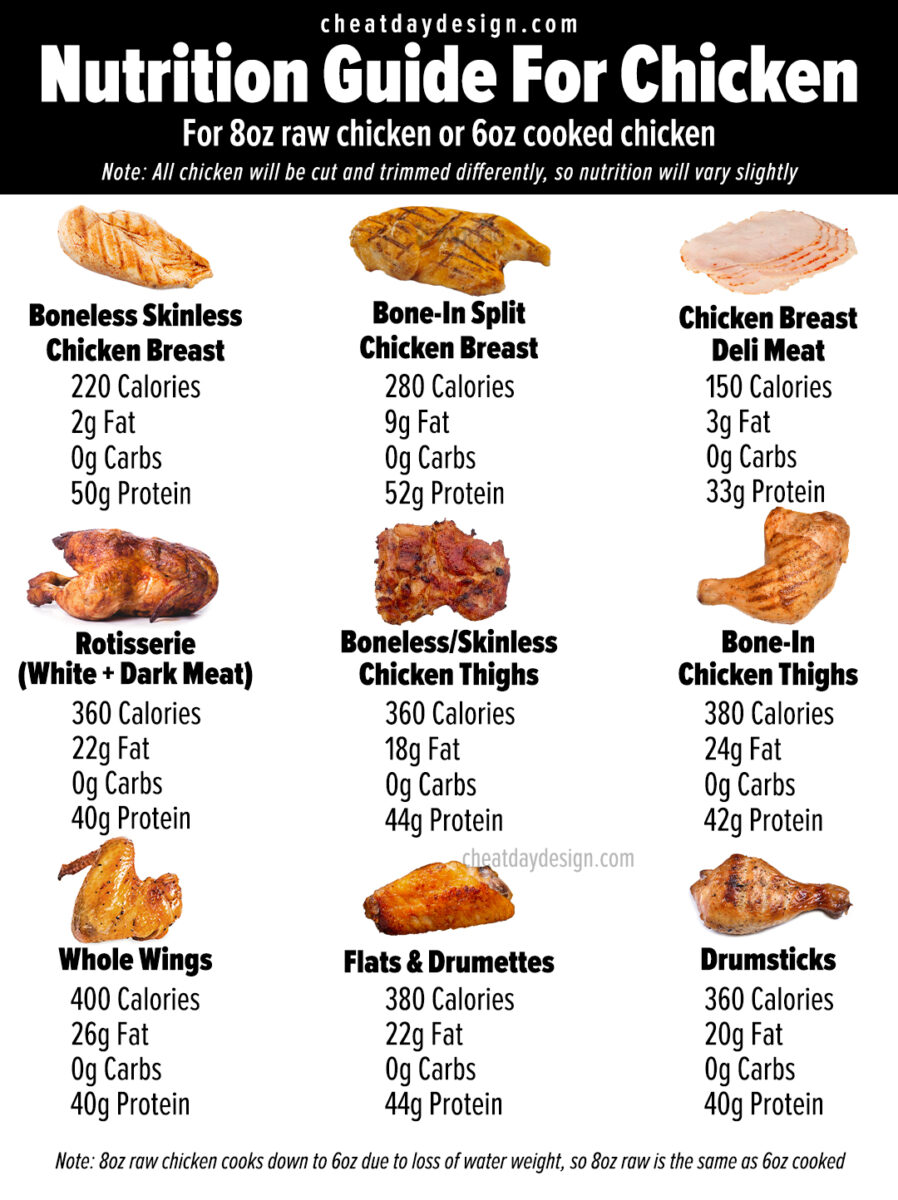 cheatdaydesign.com
Nutrition Guide For Chicken
For 8oz raw chicken or 6oz cooked chicken
Note: All chicken will be cut and trimmed differently, so nutrition will vary slightly
Boneless Skinless
Chicken Breast
220 Calories
2g Fat
0g Carbs
50g Protein
Bone-In Split
Chicken Breast
280 Calories
9g Fat
0g Carbs
52g Protein
Chicken Breast
Deli Meat
150 Calories
3g Fat
0g Carbs
33g Protein
Rotisserie
(White + Dark Meat)
360 Calories
22g Fat
0g Carbs
40g Protein
Boneless/Skinless
Chicken Thighs
360 Calories
18g Fat
0g Carbs
44g Protein
Bone-In
Chicken Thighs
380 Calories
24g Fat
0g Carbs
42g Protein
cheatdaydesign.com
Whole Wings
400 Calories
26g Fat
0g Carbs
40g Protein
Flats & Drumettes
380 Calories
22g Fat
0g Carbs
44g Protein
Drumsticks
360 Calories
20g Fat
0g Carbs
40g Protein
Note: 8oz raw chicken cooks down to 6oz due to loss of water weight, so 8oz raw is the same as 6oz cooked